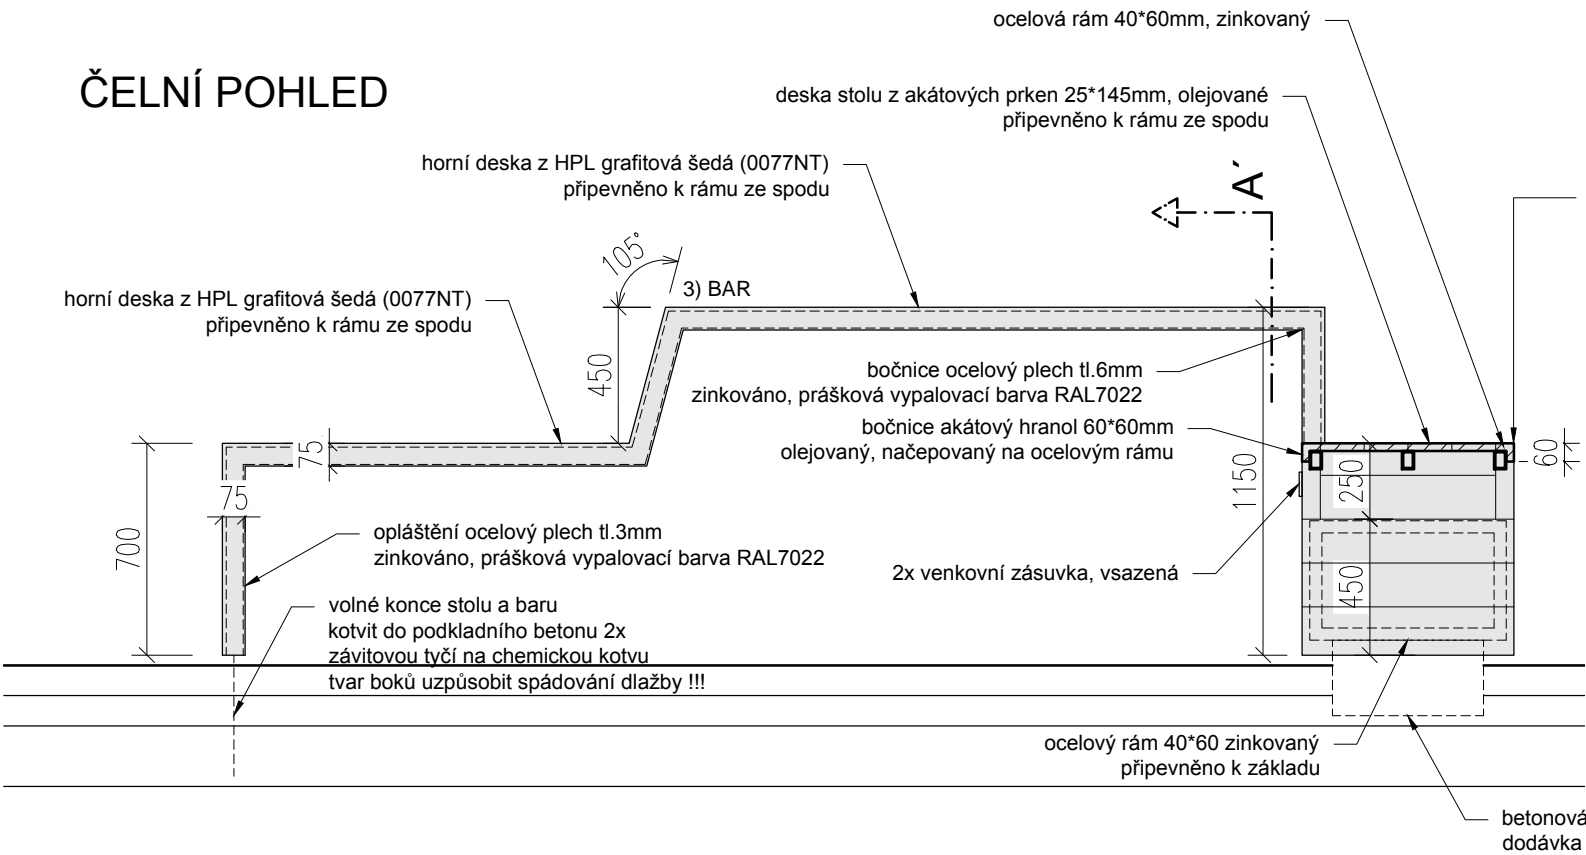 ocelová rám 40*60mm, zinkovaný
ČELNÍ POHLED
deska stolu z akátových prken 25*145mm, olejované
připevněno k rámu ze spodu
horní deska z HPL grafitová šedá (0077NT)
připevněno k rámu ze spodu
A´
105°
3) BAR
horní deska z HPL grafitová šedá (0077NT)
připevněno k rámu ze spodu
450
bočnice ocelový plech tl.6mm
zinkováno, prášková vypalovací barva RAL7022
bočnice akátový hranol 60*60mm
olejovaný, načepovaný na ocelovým rámu
75
1150
250
60
75
700
opláštění ocelový plech tl.3mm
zinkováno, prášková vypalovací barva RAL7022
2x venkovní zásuvka, vsazená
450
volné konce stolu a baru
kotvit do podkladního betonu 2x
závitovou tyčí na chemickou kotvu
tvar boků uzpůsobit spádování dlažby !!!
ocelový rám 40*60 zinkovaný
připevněno k základu
betonová
dodávka